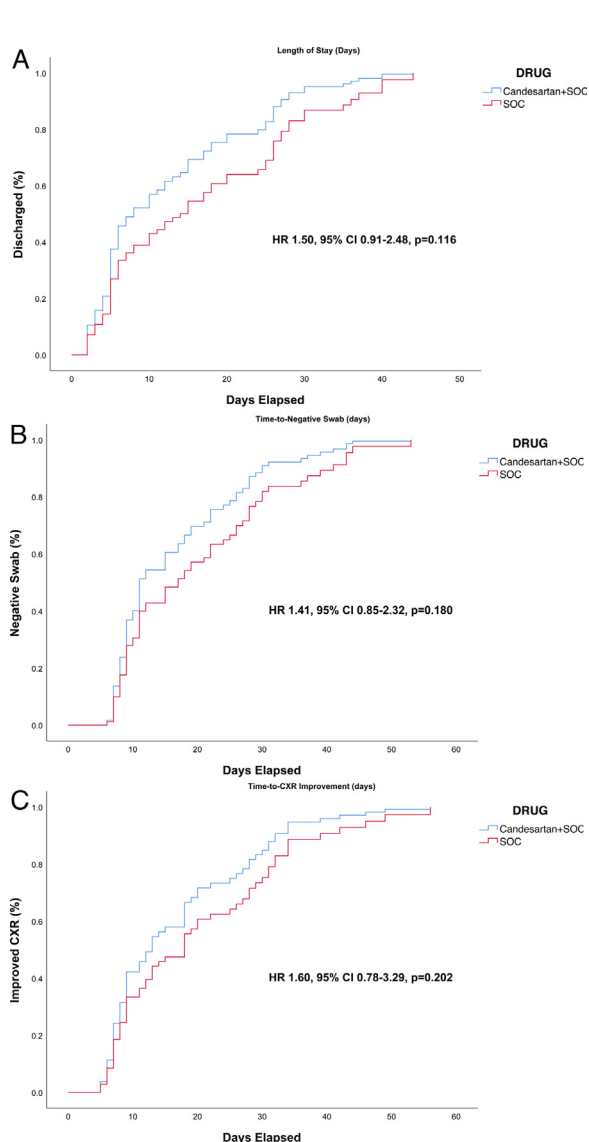 A
Length of Stay (Days)
DRUG
Candesartan+SOC
SOC
Discharged (%)
1.0
0.8
0.6
0.4
0.2
0.0
HR 1.50, 95% CI 0.91-2.48, p=0.116
0 10 20 30 40 50
Days Elapsed
B
Time-to-Negative Swab (days)
DRUG
Candesartan+SOC
SOC
Negative Swab (%)
1.0
0.8
0.6
0.4
0.2
0.0
HR 1.41, 95% CI 0.85-2.32, p=0.180
0 10 20 30 40 50 60
Days Elapsed
C
Time-to-CXR Improvement (days)
DRUG
Candesartan+SOC
SOC
Improved CXR (%)
1.0
0.8
0.6
0.4
0.2
0.0
HR 1.60, 95% CI 0.78-3.29, p=0.202
0 10 20 30 40 50 60
Days Elapsed